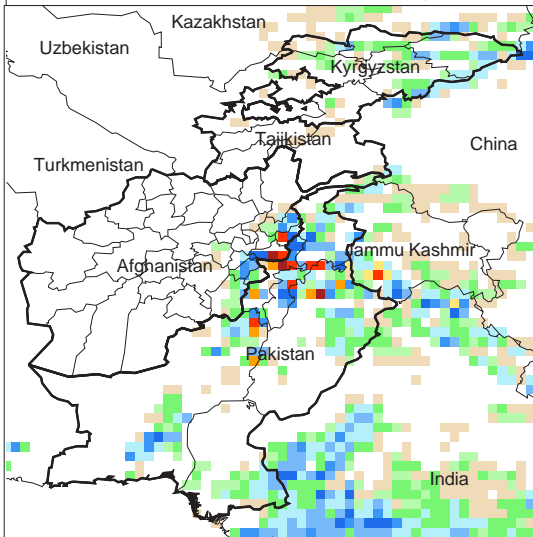 Kazakhstan
Uzbekistan
Kyrgyzstan
Tajikistan
China
Turkmenistan
Jammu Kashmir
Afghanistan
Pakistan
India